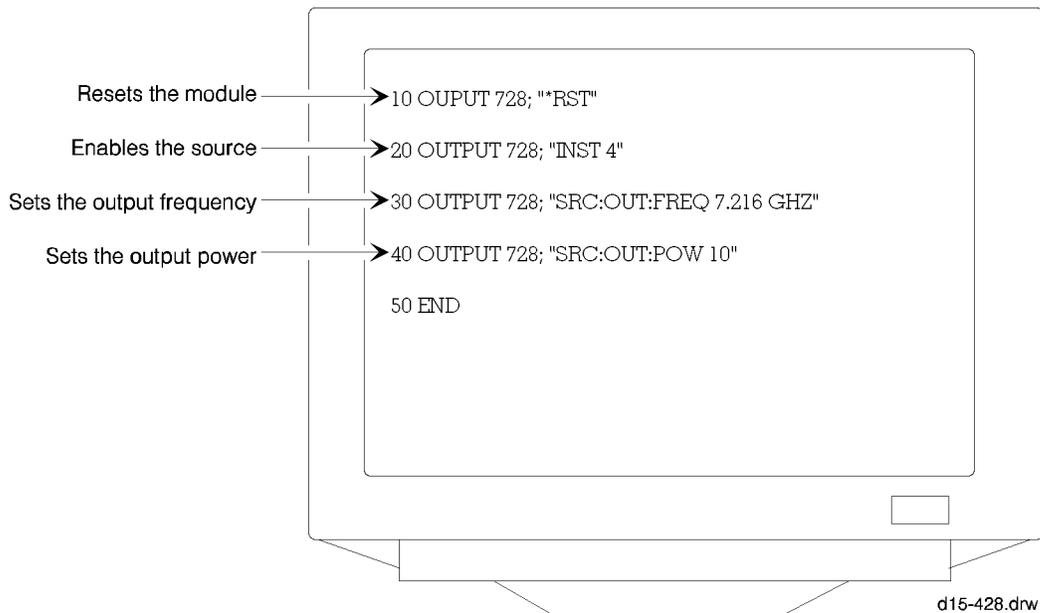 Resets the module
10 OUPUT 728; "*RST"
Enables the source
20 OUTPUT 728; "INST 4"
Sets the output frequency
30 OUTPUT 728; "SRC:OUT:FREQ 7.216 GHZ"
Sets the output power
40 OUTPUT 728; "SRC:OUT:POW 10"
50 END
d15-428.drw